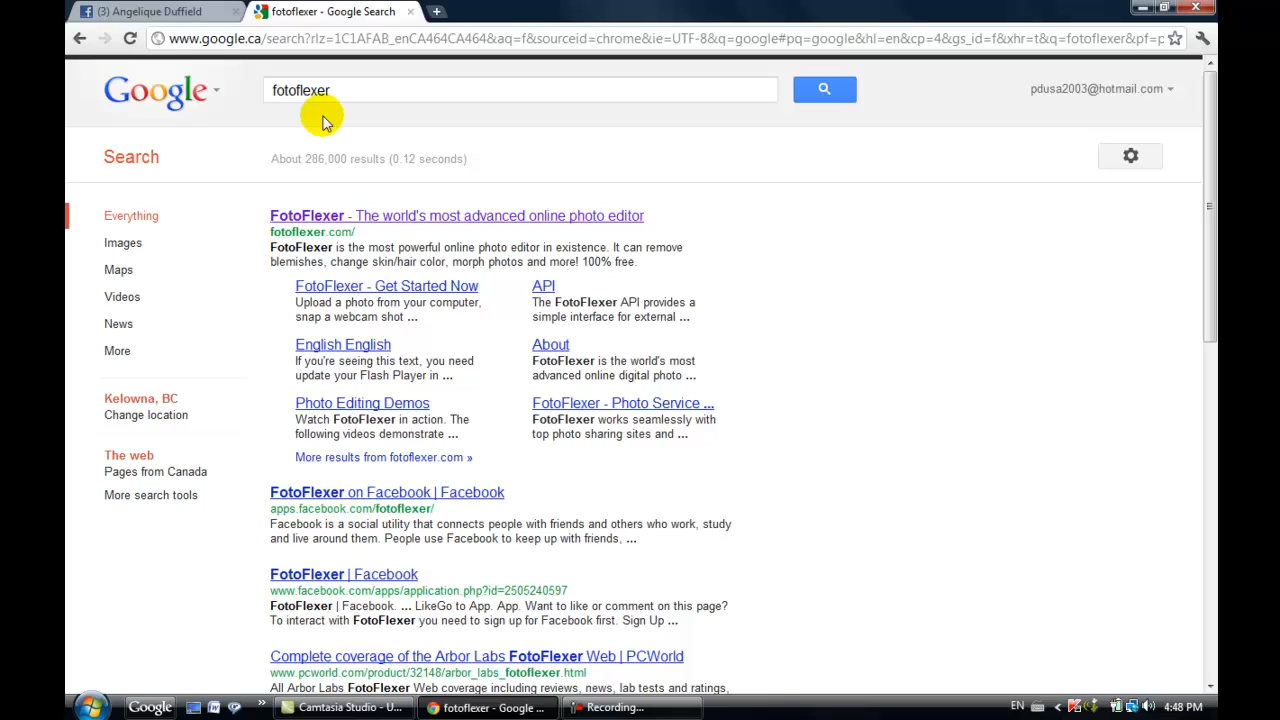 (3) Angelique Duffield
fotoflexer - Google Search
www.google.ca/search?rlz=1C1AFAB_enCA464CA464&aq=f&sourceid=chrome&ie=UTF-8&q=google#pq=google&hl=en&cp=4&gs_id=f&xhr=t&q=fotoflexer&pf=p
Google
fotoflexer
pdusa2003@hotmail.com
Search
About 286,000 results (0.12 seconds)
Everything
Images
Maps
Videos
News
More
Kelowna, BC
Change location
The web
Pages from Canada
More search tools
FotoFlexer - The world's most advanced online photo editor
fotoflexer.com/
FotoFlexer is the most powerful online photo editor in existence. It can remove
blemishes, change skin/hair color, morph photos and more! 100% free.
FotoFlexer - Get Started Now
Upload a photo from your computer,
snap a webcam shot ...
API
The FotoFlexer API provides a
simple interface for external ...
English English
If you're seeing this text, you need
update your Flash Player in ...
About
FotoFlexer is the world's most
advanced online digital photo ...
Photo Editing Demos
Watch FotoFlexer in action. The
following videos demonstrate ...
FotoFlexer - Photo Service ...
FotoFlexer works seamlessly with
top photo sharing sites and ...
More results from fotoflexer.com »
FotoFlexer on Facebook | Facebook
apps.facebook.com/fotoflexer/
Facebook is a social utility that connects people with friends and others who work, study
and live around them. People use Facebook to keep up with friends, ...
FotoFlexer | Facebook
www.facebook.com/apps/application.php?id=2505240597
FotoFlexer | Facebook. ... LikeGo to App. App. Want to like or comment on this page?
To interact with FotoFlexer you need to sign up for Facebook first. Sign Up ...
Complete coverage of the Arbor Labs FotoFlexer Web | PCWorld
www.pcworld.com/product/32148/arbor_labs_fotoflexer.html
All Arbor Labs FotoFlexer Web coverage including reviews, news, lab tests and ratings,
Google
Camtasia Studio - U...
fotoflexer - Google ...
Recording...
EN
4:48 PM